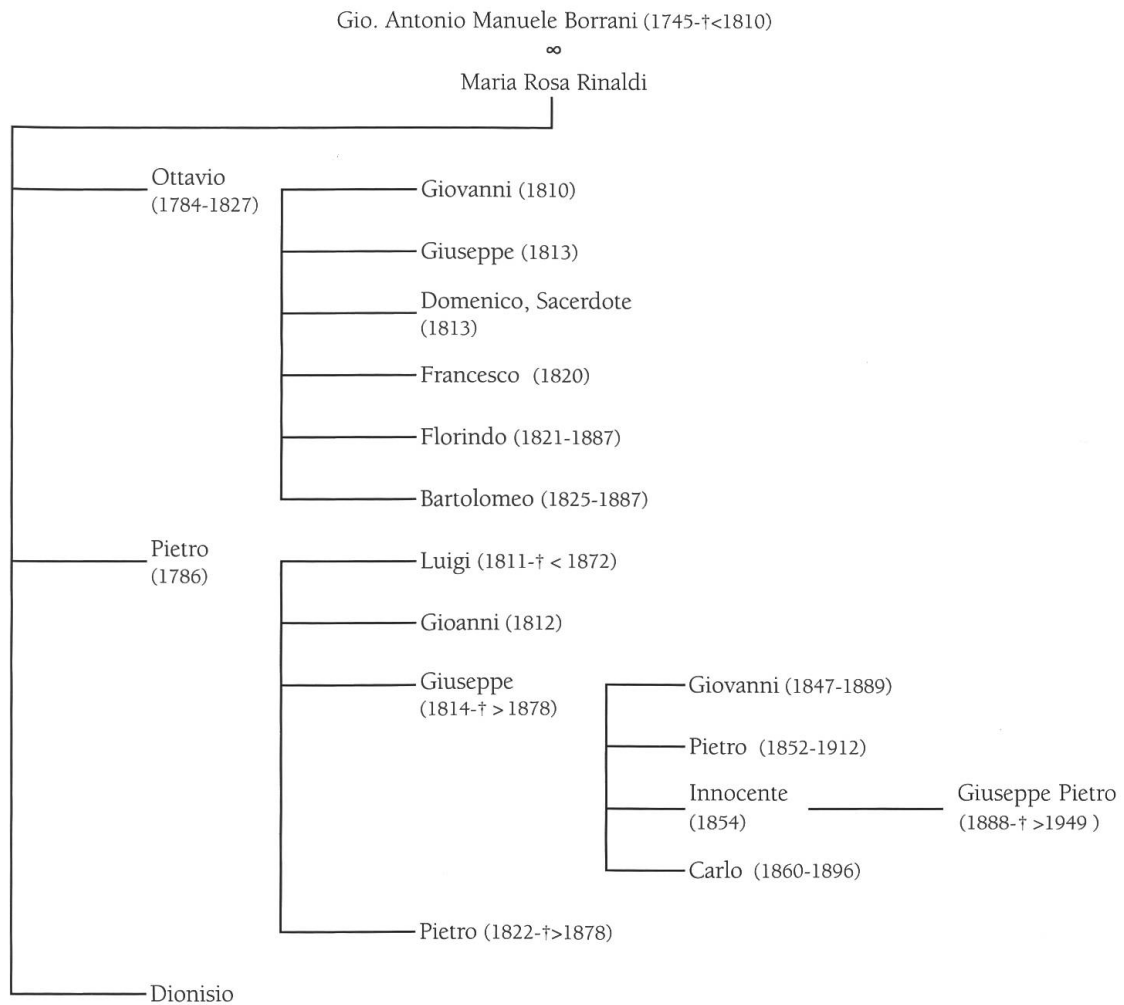 Gio. Antonio Manuele Borrani (1745-†<1810)
∞
Maria Rosa Rinaldi
Ottavio
(1784-1827)
Giovanni (1810)
Giuseppe (1813)
Domenico, Sacerdote
(1813)
Francesco (1820)
Florindo (1821-1887)
Bartolomeo (1825-1887)
Pietro
(1786)
Luigi (1811-† < 1872)
Gioanni (1812)
Giuseppe
(1814-† > 1878)
Giovanni (1847-1889)
Pietro (1852-1912)
Innocente
(1854)
Giuseppe Pietro
(1888-† >1949 )
Carlo (1860-1896)
Pietro (1822-†>1878)
Dionisio